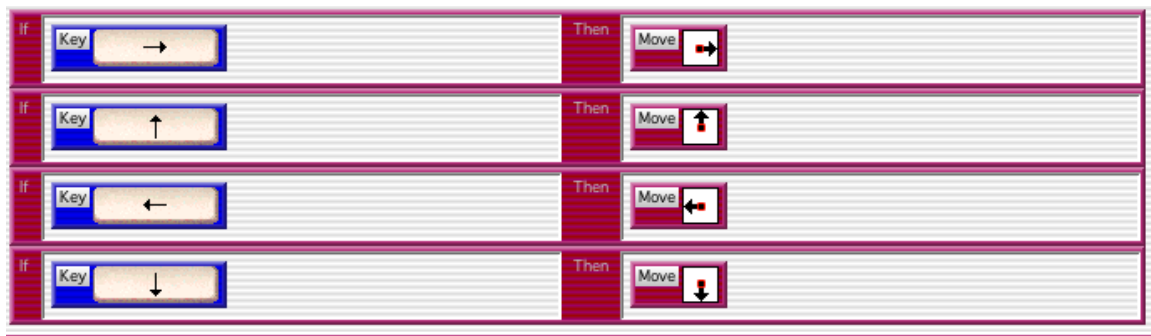 If Key → Then Move
If Key ↑ Then Move
If Key ← Then Move
If Key ↓ Then Move